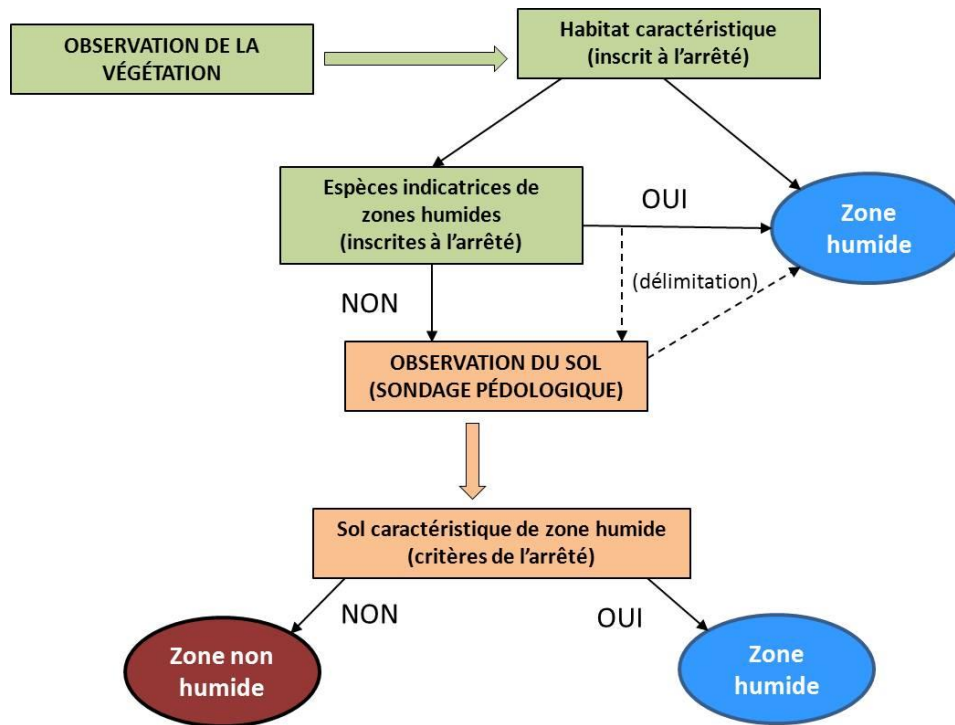 OBSERVATION DE LA
VÉGÉTATION
Habitat caractéristique
(inscrit à l'arrêté)
Espèces indicatrices de
zones humides
(inscrites à l'arrêté)
OUI
Zone
humide
(délimitation)
NON
OBSERVATION DU SOL
(SONDAGE PÉDOLOGIQUE)
Sol caractéristique de zone humide
(critères de l'arrêté)
NON
OUI
Zone non
humide
Zone
humide